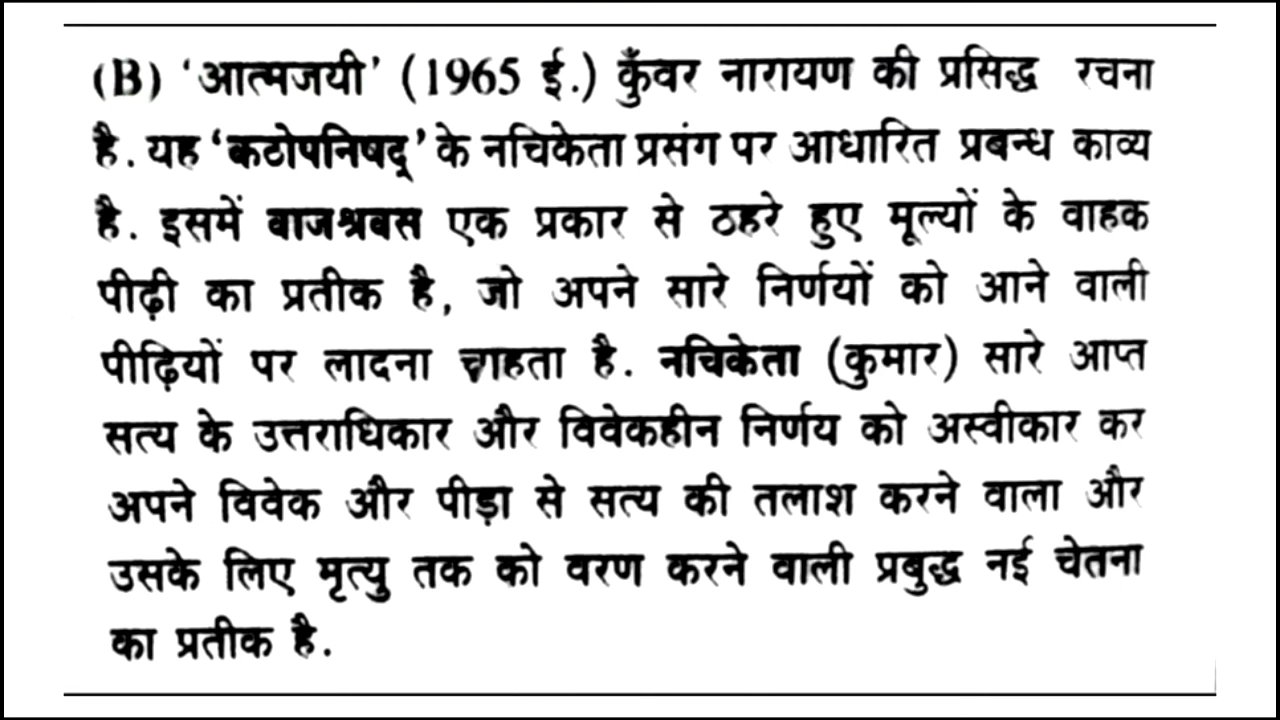 (B) 'आत्मजयी' (1965 ई.) कुँवर नारायण की प्रसिद्ध रचना
है. यह 'कठोपनिषद्' के नचिकेता प्रसंग पर आधारित प्रबन्ध काव्य
है. इसमें वाजश्रवस एक प्रकार से ठहरे हुए मूल्यों के वाहक
पीढ़ी का प्रतीक है, जो अपने सारे निर्णयों को आने वाली
पीढ़ियों पर लादना चाहता है. नचिकेता (कुमार) सारे आप्त
सत्य के उत्तराधिकार और विवेकहीन निर्णय को अस्वीकार कर
अपने विवेक और पीड़ा से सत्य की तलाश करने वाला और
उसके लिए मृत्यु तक को वरण करने वाली प्रबुद्ध नई चेतना
का प्रतीक है.